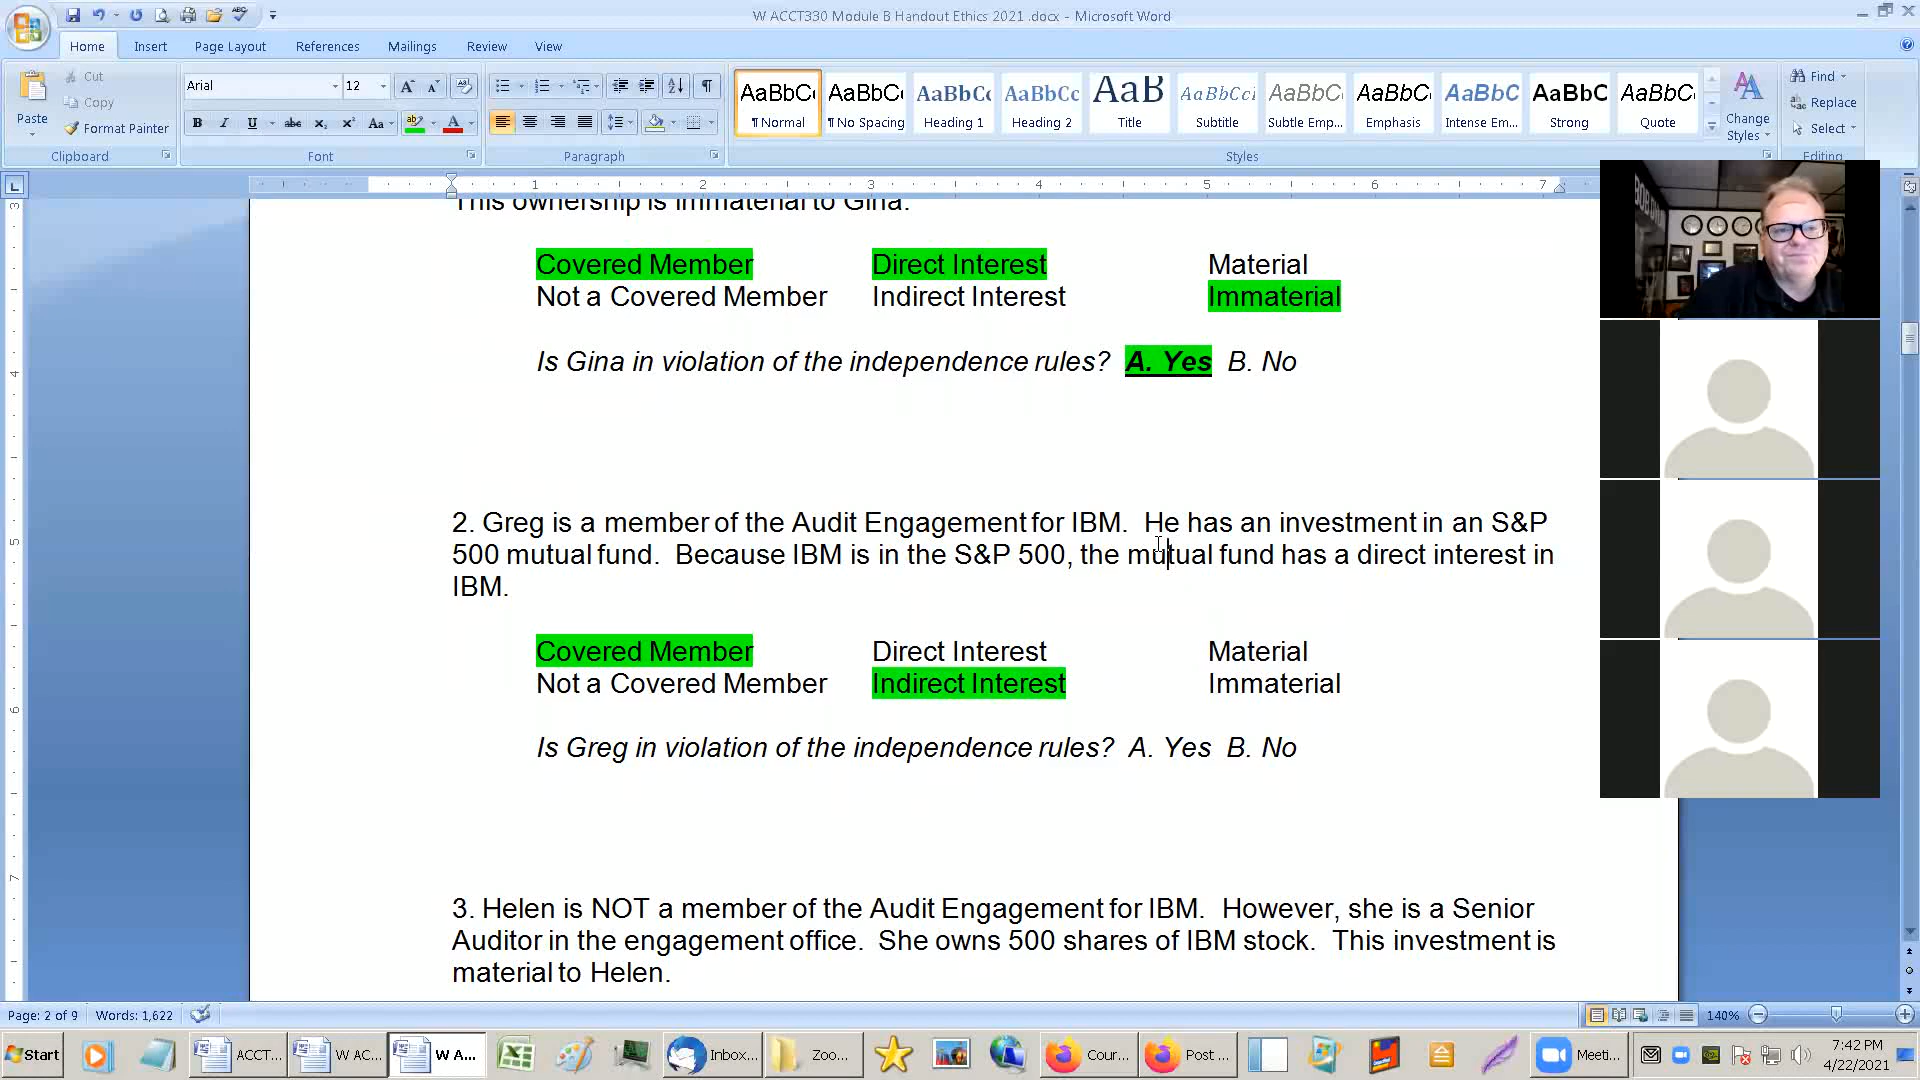 W ACCT330 Module B Handout Ethics 2021 .docx - Microsoft Word
Home Insert Page Layout References Mailings Review View
Paste
Cut
Copy
Format Painter
Clipboard
Arial 12
Font
Paragraph
AaBbCc AaBbCc AaBbCc AaBbCc AaB AaBbCcI AaBbCc AaBbCc AaBbC AaBbC AaBbCc
¶ Normal ¶ No Spacing Heading 1 Heading 2 Title Subtitle Subtle Emp... Emphasis Intense Em... Strong Quote
Change
Styles
Styles
Find
Replace
Select
Editing
1 2 3 4 5 6 7
This ownership is immaterial to Gina.
Covered Member Direct Interest Material
Not a Covered Member Indirect Interest Immaterial
Is Gina in violation of the independence rules? A. Yes B. No
2. Greg is a member of the Audit Engagement for IBM. He has an investment in an S&P
500 mutual fund. Because IBM is in the S&P 500, the mutual fund has a direct interest in
IBM.
Covered Member Direct Interest Material
Not a Covered Member Indirect Interest Immaterial
Is Greg in violation of the independence rules? A. Yes B. No
3. Helen is NOT a member of the Audit Engagement for IBM. However, she is a Senior
Auditor in the engagement office. She owns 500 shares of IBM stock. This investment is
material to Helen.
Page: 2 of 9 Words: 1,622 140%
Start ACCT... W AC... W A... Inbox... Zoo... Cour... Post ... Meeti... 7:42 PM
4/22/2021